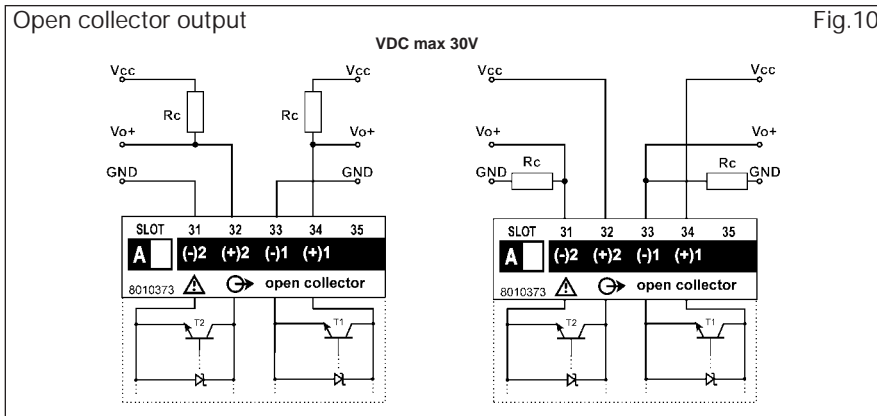 Open collector output Fig.10
VDC max 30V
Vcc Vcc Vcc Vcc
Rc Rc
Vo+ Vo+ Vo+ Vo+
GND GND GND Rc Rc GND
SLOT 31 32 33 34 35 SLOT 31 32 33 34 35
A (-)2 (+)2 (-)1 (+)1 A (-)2 (+)2 (-)1 (+)1
8010373 open collector 8010373 open collector
T2 T1 T2 T1